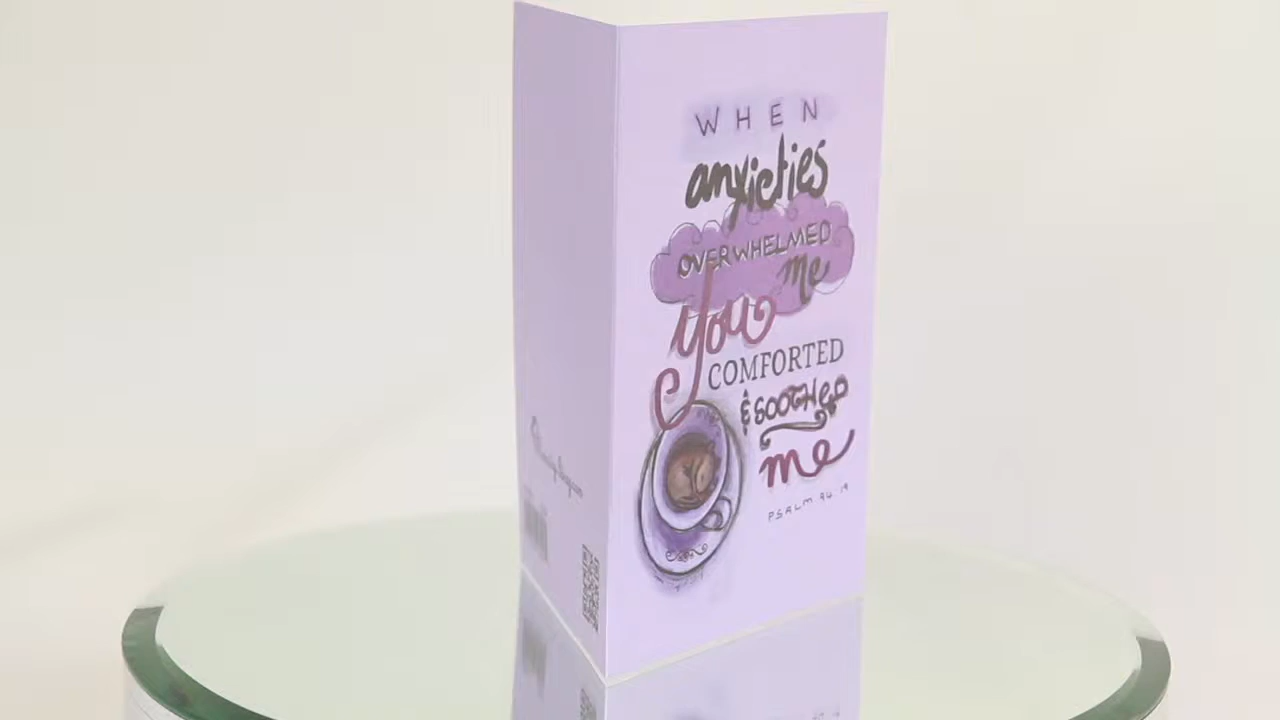 WHEN
anxieties
OVERWHELMED
me
you
COMFORTED
& SOOTHED
me
PSALM 94 19